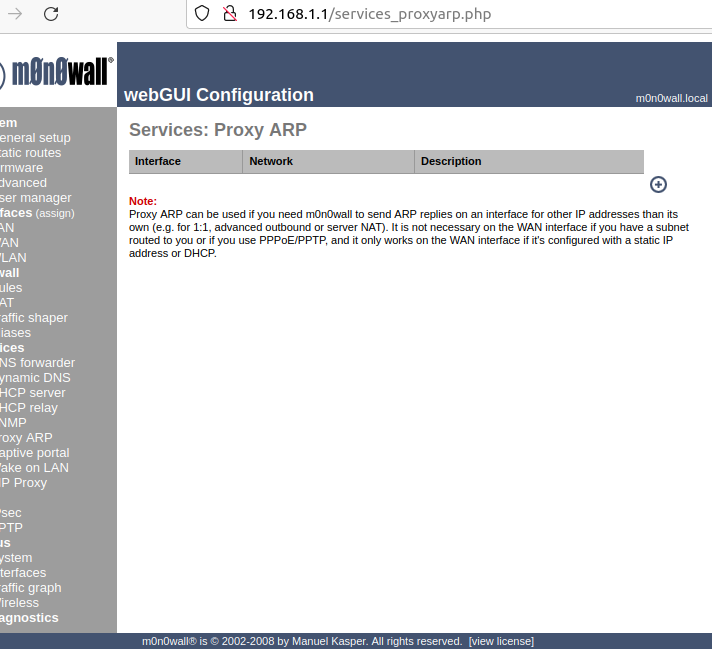 192.168.1.1/services_proxyarp.php
m0n0wall®
webGUI Configuration
m0n0wall.local
em
eneral setup
tatic routes
rmware
dvanced
ser manager
faces (assign)
AN
AN
LAN
wall
ules
AT
raffic shaper
liases
ices
NS forwarder
ynamic DNS
HCP server
HCP relay
NMP
roxy ARP
aptive portal
ake on LAN
IP Proxy
sec
PTP
us
ystem
terfaces
raffic graph
ireless
agnostics
Services: Proxy ARP
Interface Network Description
Note:
Proxy ARP can be used if you need m0n0wall to send ARP replies on an interface for other IP addresses than its
own (e.g. for 1:1, advanced outbound or server NAT). It is not necessary on the WAN interface if you have a subnet
routed to you or if you use PPPoE/PPTP, and it only works on the WAN interface if it's configured with a static IP
address or DHCP.
m0n0wall® is © 2002-2008 by Manuel Kasper. All rights reserved. [view license]